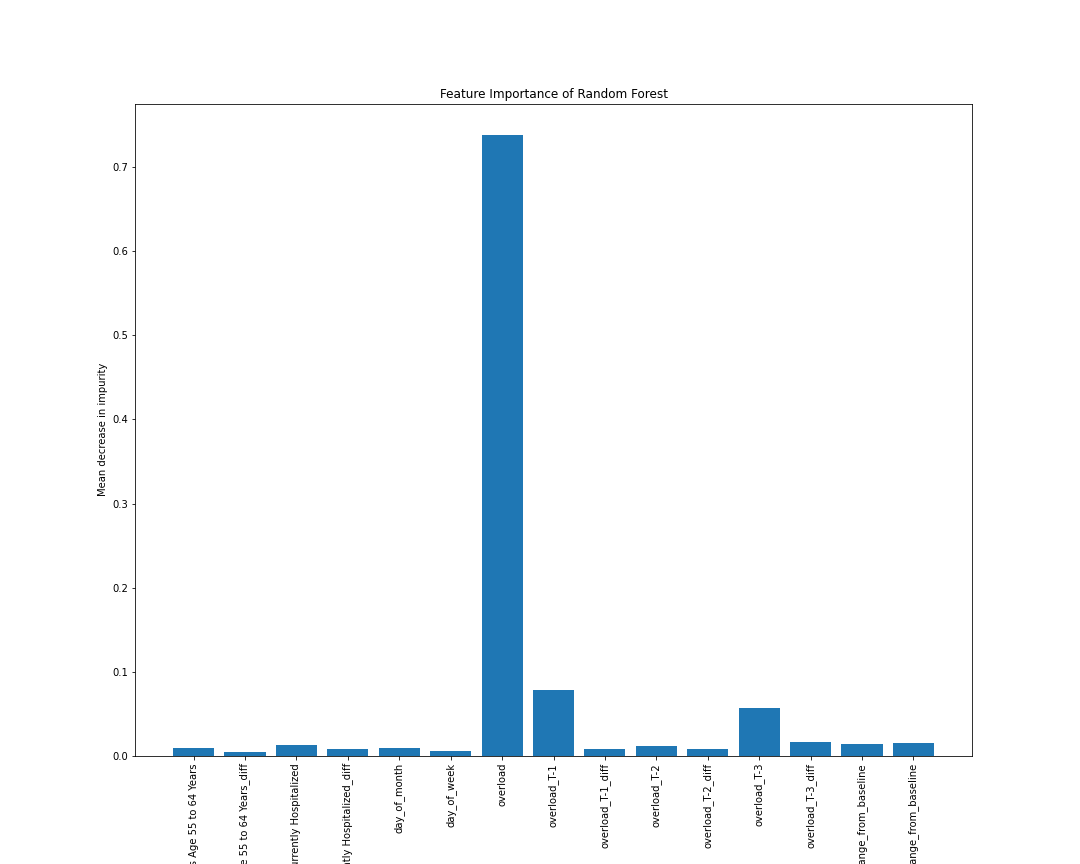 Feature Importance of Random Forest
Mean decrease in impurity
0.7
0.6
0.5
0.4
0.3
0.2
0.1
0.0
Age 55 to 64 Years
55 to 64 Years_diff
Hospitalized
Hospitalized_diff
day_of_month
day_of_week
overload
overload_T-1
overload_T-1_diff
overload_T-2
overload_T-2_diff
overload_T-3
overload_T-3_diff
ange_from_baseline
ange_from_baseline